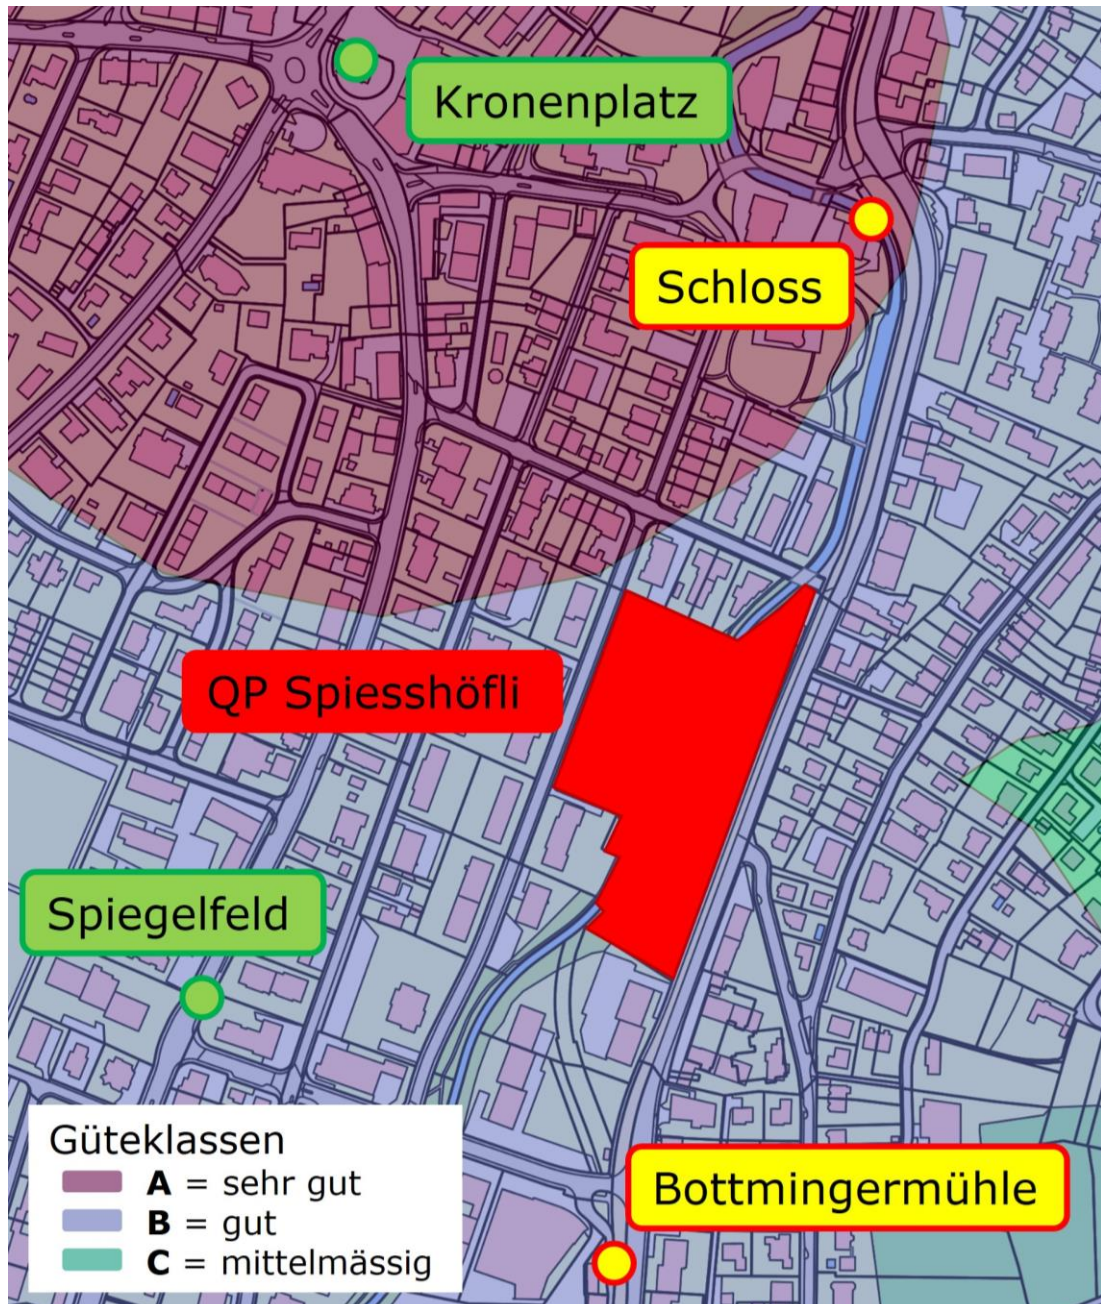 Kronenplatz
Schloss
QP Spiesshöfli
Spiegelfeld
Güteklassen
A = sehr gut
B = gut
C = mittelmässig
Bottmingermühle